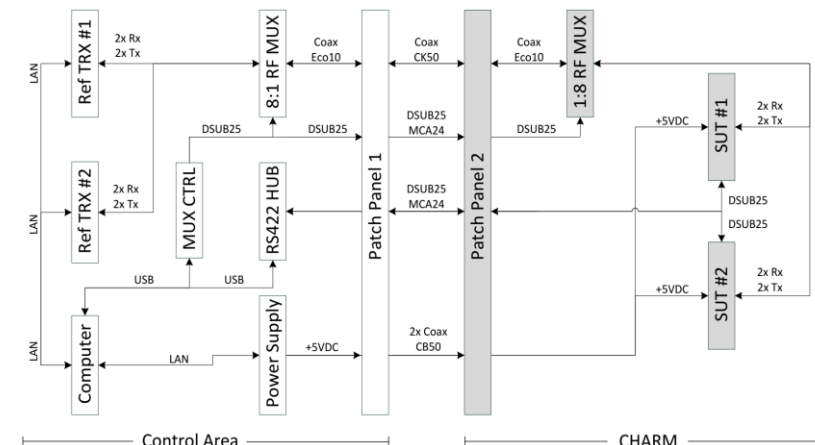 LAN
Ref TRX #1
2x Rx
2x Tx
8:1 RF MUX
Coax
Eco10
Coax
CK50
Coax
Eco10
1:8 RF MUX
DSUB25
DSUB25
DSUB25
MCA24
DSUB25
+5VDC
SUT #1
2x Rx
2x Tx
LAN
Ref TRX #2
2x Rx
2x Tx
MUX CTRL
RS422 HUB
Patch Panel 1
DSUB25
MCA24
Patch Panel 2
DSUB25
DSUB25
USB
USB
+5VDC
SUT #2
2x Rx
2x Tx
LAN
Computer
LAN
Power Supply
+5VDC
2x Coax
CB50
Control Area
CHARM